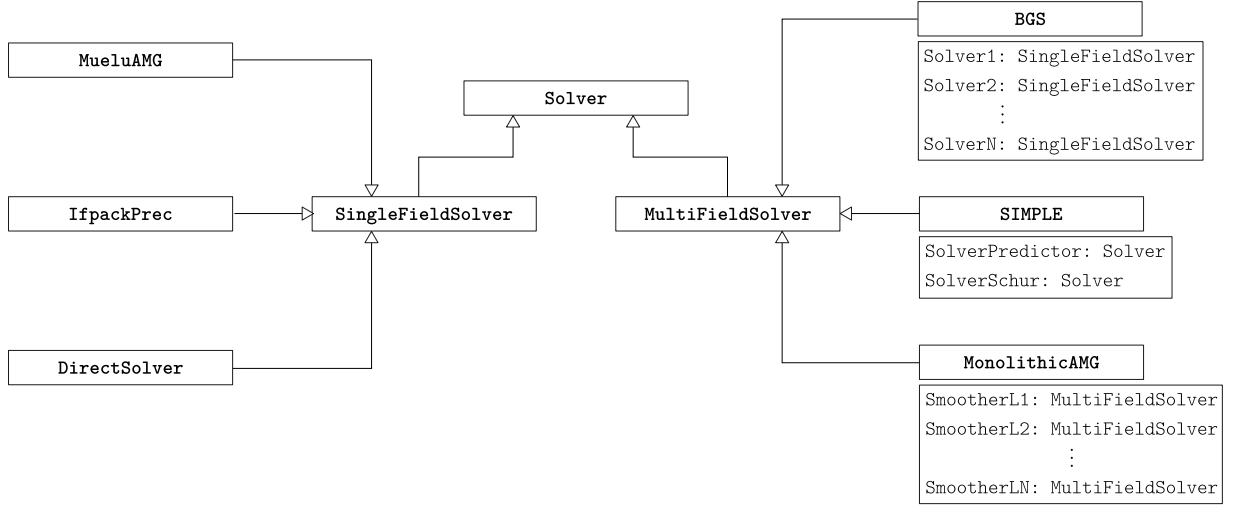 MueluAMG
IfpackPrec
DirectSolver
Solver
SingleFieldSolver
MultiFieldSolver
BGS
Solver1: SingleFieldSolver
Solver2: SingleFieldSolver
⋮
SolverN: SingleFieldSolver
SIMPLE
SolverPredictor: Solver
SolverSchur: Solver
MonolithicAMG
SmootherL1: MultiFieldSolver
SmootherL2: MultiFieldSolver
⋮
SmootherLN: MultiFieldSolver